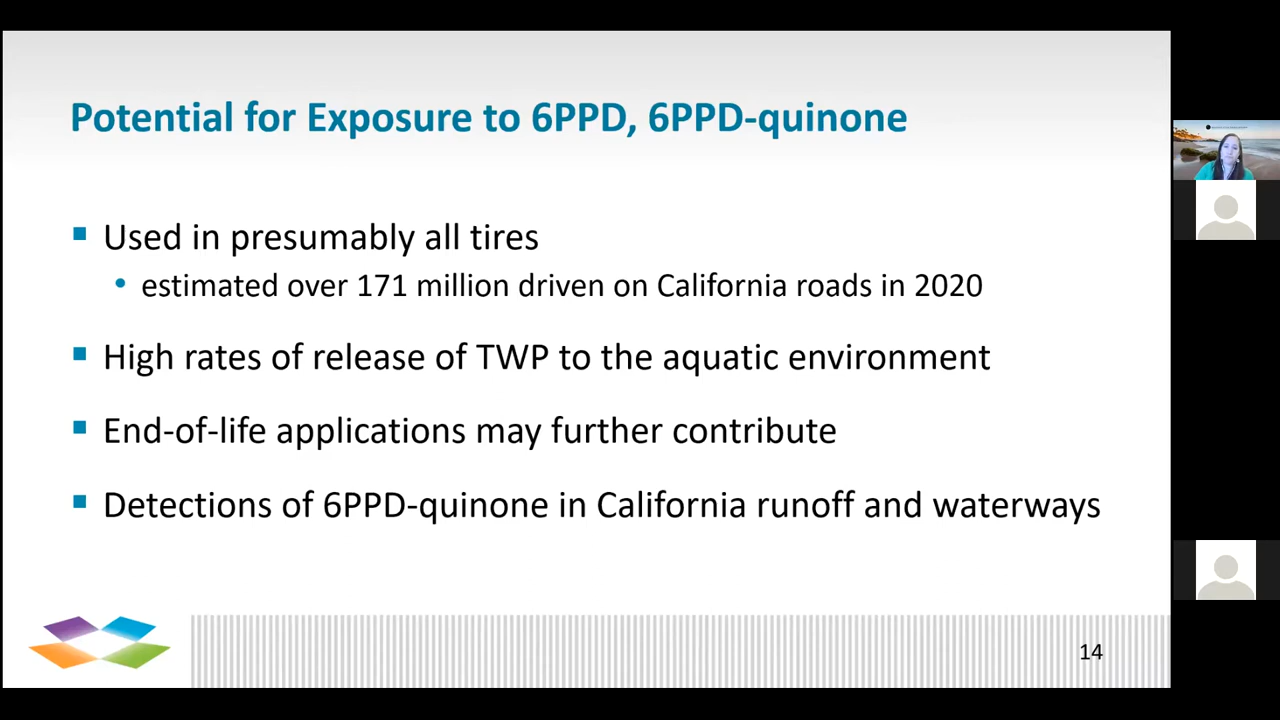 Potential for Exposure to 6PPD, 6PPD-quinone
Used in presumably all tires
estimated over 171 million driven on California roads in 2020
High rates of release of TWP to the aquatic environment
End-of-life applications may further contribute
Detections of 6PPD-quinone in California runoff and waterways
14